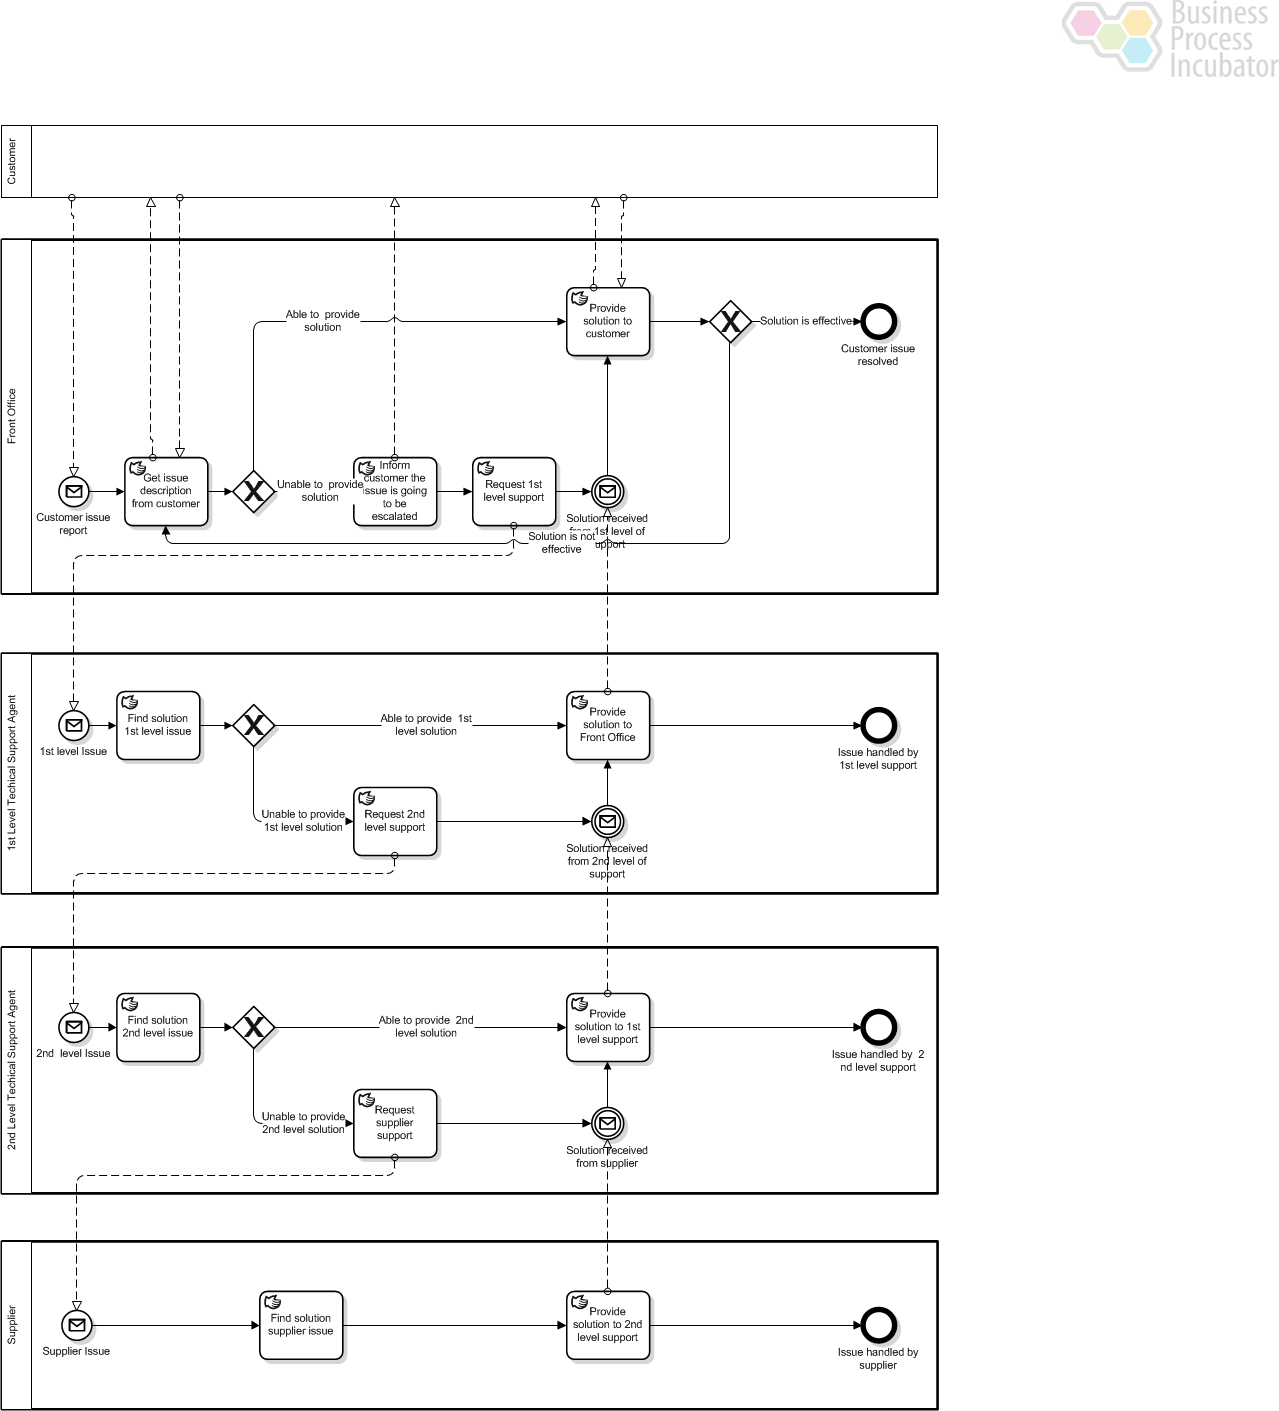 Business
Process
Incubator
Customer
Front Office
Able to  provide
solution
Provide
solution to
customer
Solution is effective
Customer issue
resolved
Customer issue
report
Get issue
description
from customer
Unable to  provide
solution
Inform
customer the
issue is going
to be
escalated
Request 1st
level support
Solution received
from 1st level of
support
Solution is not
effective
1st Level Techical Support Agent
1st level Issue
Find solution
1st level issue
Able to provide  1st
level solution
Provide
solution to
Front Office
Issue handled by
1st level support
Unable to provide
1st level solution
Request 2nd
level support
Solution received
from 2nd level of
support
2nd Level Techical Support Agent
2nd  level Issue
Find solution
2nd level issue
Able to provide  2nd
level solution
Provide
solution to 1st
level support
Issue handled by  2
nd level support
Unable to provide
2nd level solution
Request
supplier
support
Solution received
from supplier
Supplier
Supplier Issue
Find solution
supplier issue
Provide
solution to 2nd
level support
Issue handled by
supplier